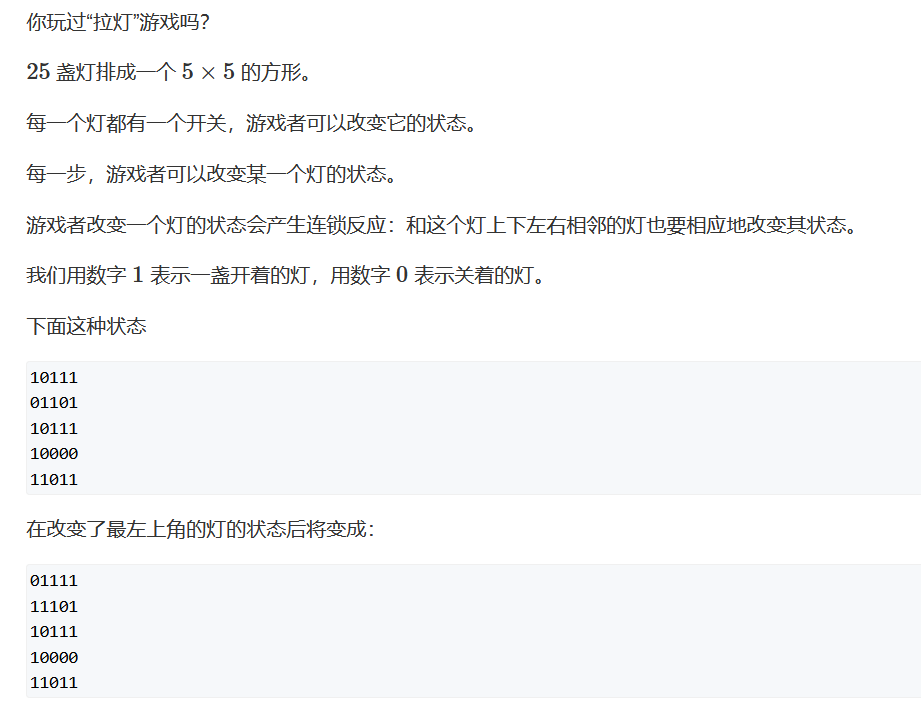 你玩过“拉灯”游戏吗？
25 盏灯排成一个 5 × 5 的方形。
每一个灯都有一个开关，游戏者可以改变它的状态。
每一步，游戏者可以改变某一个灯的状态。
游戏者改变一个灯的状态会产生连锁反应：和这个灯上下左右相邻的灯也要相应地改变其状态。
我们用数字 1 表示一盏开着的灯，用数字 0 表示关着的灯。
下面这种状态
10111
01101
10111
10000
11011
在改变了最左上角的灯的状态后将变成：
01111
11101
10111
10000
11011